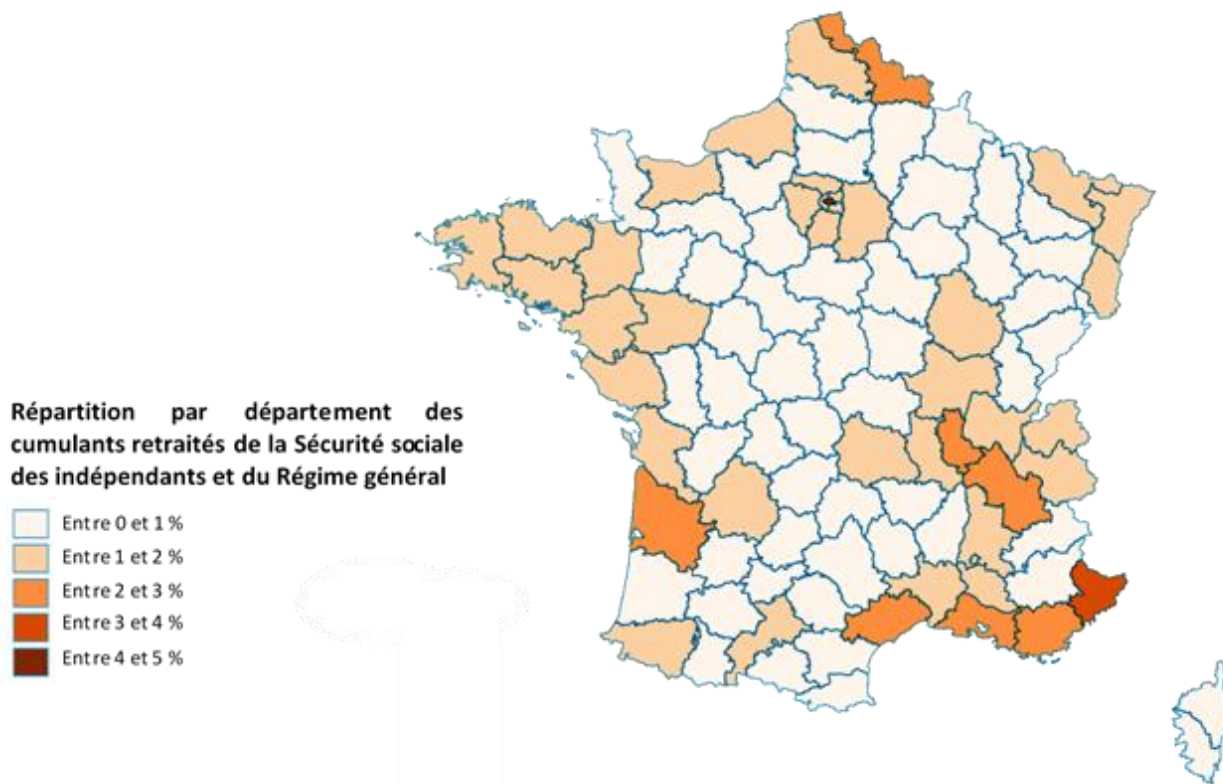 Répartition par département des
cumulants retraités de la Sécurité sociale
des indépendants et du Régime général
Entre 0 et 1 %
Entre 1 et 2 %
Entre 2 et 3 %
Entre 3 et 4 %
Entre 4 et 5 %